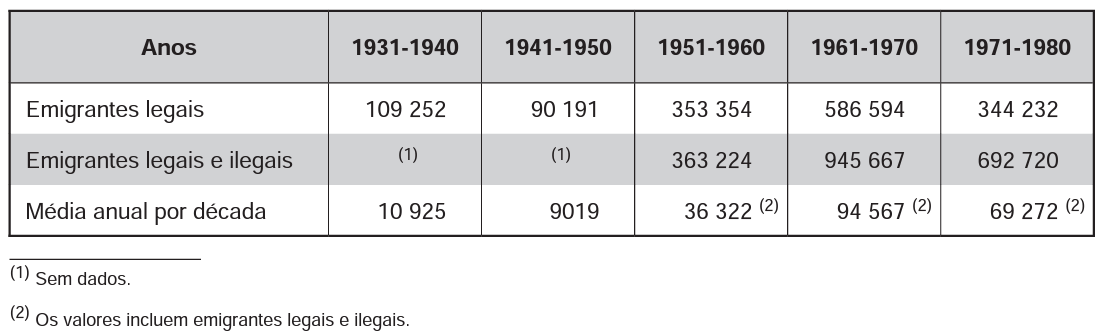 Anos 1931-1940 1941-1950 1951-1960 1961-1970 1971-1980
Emigrantes legais 109 252 90 191 353 354 586 594 344 232
Emigrantes legais e ilegais (1) (1) 363 224 945 667 692 720
Média anual por década 10 925 9019 36 322 (2) 94 567 (2) 69 272 (2)
(1) Sem dados.
(2) Os valores incluem emigrantes legais e ilegais.